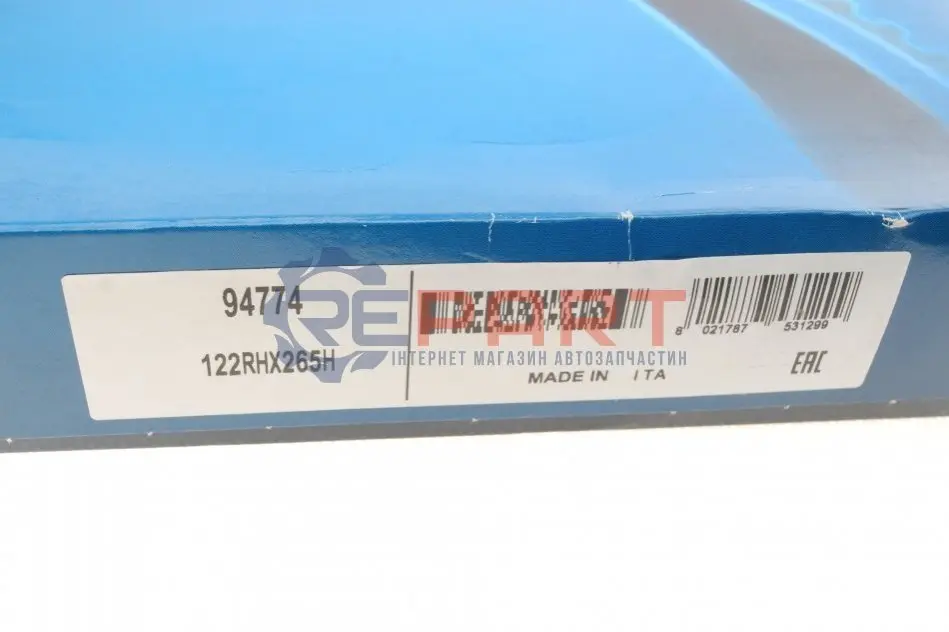 94774
122RHX265H
REPART
ІНТЕРНЕТ МАГАЗИН АВТОЗАПЧАСТИН
MADE IN ITA
8 021787 531299
EAC